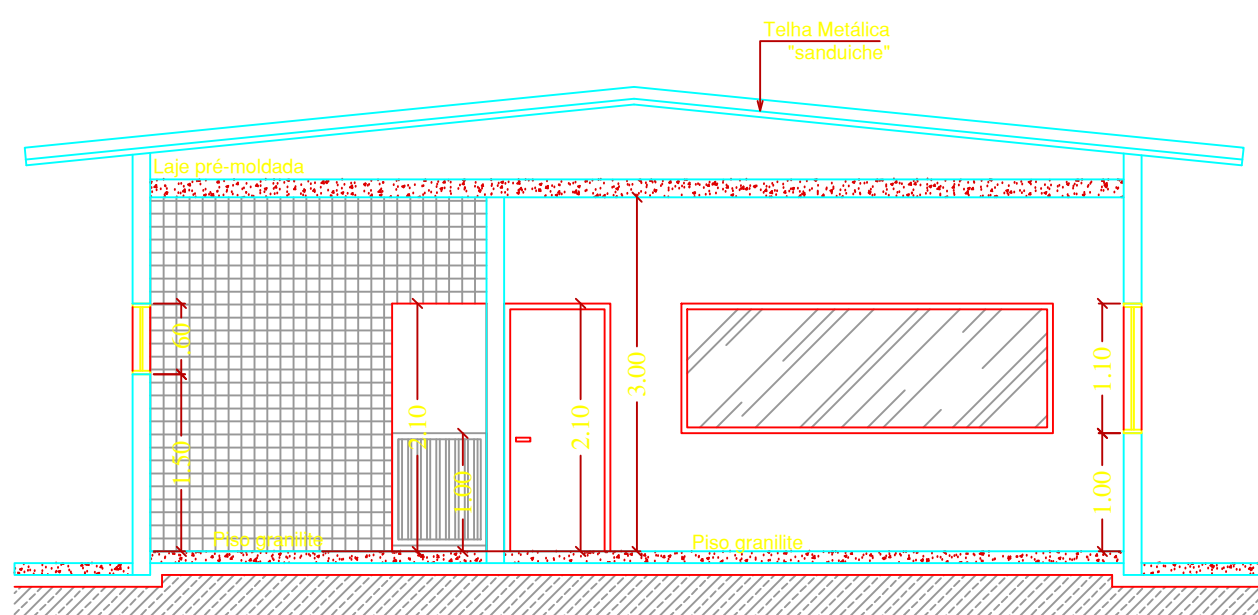 Telha Metálica
"sanduiche"
Laje pré-moldada
.60
1.50
2.10
1.00
2.10
3.00
1.10
1.00
Piso granilite
Piso granilite